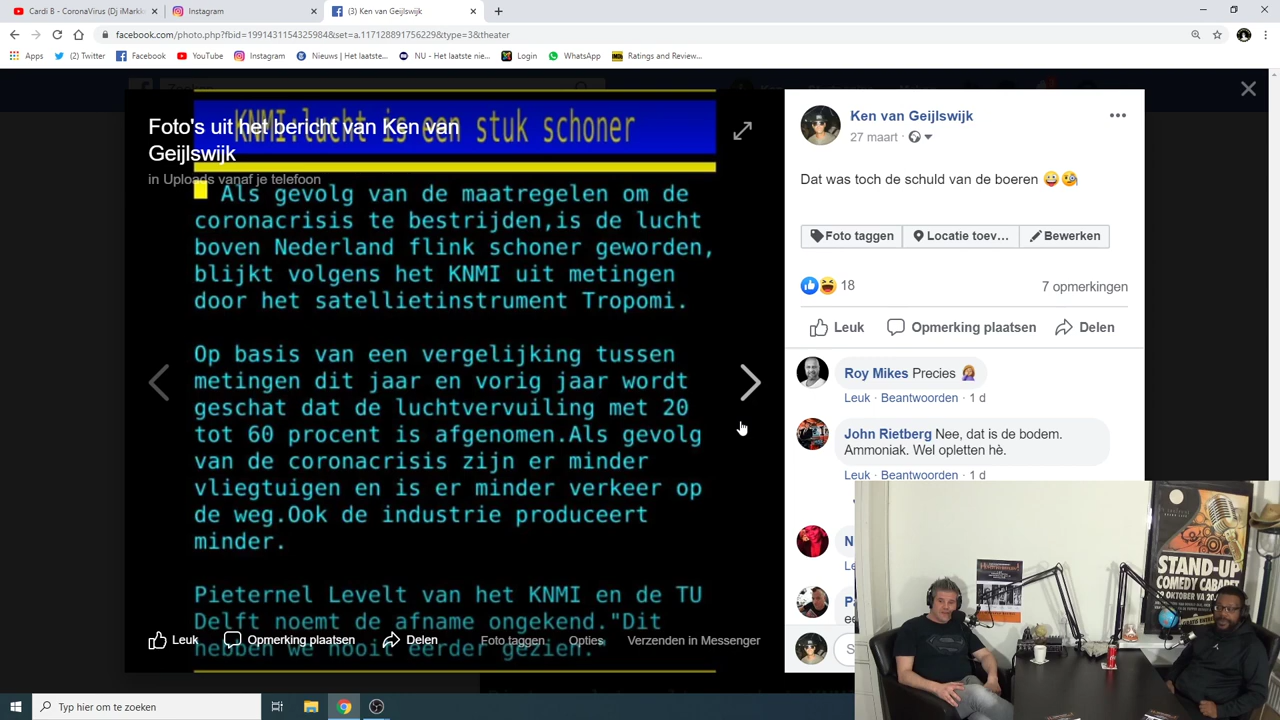 Cardi B - CoronaVirus (Dj iMarkk
Instagram
(3) Ken van Geijlswijk
facebook.com/photo.php?fbid=1991431154325984&set=a.117128891756229&type=3&theater
Apps
(2) Twitter
Facebook
YouTube
Instagram
Nieuws | Het laatste...
NU - Het laatste nie...
Login
WhatsApp
Ratings and Review...
KNMI:lucht is een stuk schoner
Foto's uit het bericht van Ken van
Geijlswijk
in Uploads vanaf je telefoon
Als gevolg van de maatregelen om de
coronacrisis te bestrijden,is de lucht
boven Nederland flink schoner geworden,
blijkt volgens het KNMI uit metingen
door het satellietinstrument Tropomi.
Op basis van een vergelijking tussen
metingen dit jaar en vorig jaar wordt
geschat dat de luchtvervuiling met 20
tot 60 procent is afgenomen.Als gevolg
van de coronacrisis zijn er minder
vliegtuigen en is er minder verkeer op
de weg.Ook de industrie produceert
minder.
Pieternel Levelt van het KNMI en de TU
Delft noemt de afname ongekend."Dit
hebben we nooit eerder gezien."
Leuk
Opmerking plaatsen
Delen
Foto taggen
Opties
Verzenden in Messenger
Ken van Geijlswijk
27 maart ·
Dat was toch de schuld van de boeren
Foto taggen
Locatie toev...
Bewerken
18
7 opmerkingen
Leuk
Opmerking plaatsen
Delen
Roy Mikes Precies
Leuk · Beantwoorden · 1 d
John Rietberg Nee, dat is de bodem.
Ammoniak. Wel opletten hè.
Leuk · Beantwoorden · 1 d
STAND-UP
COMEDY CABARET
Typ hier om te zoeken